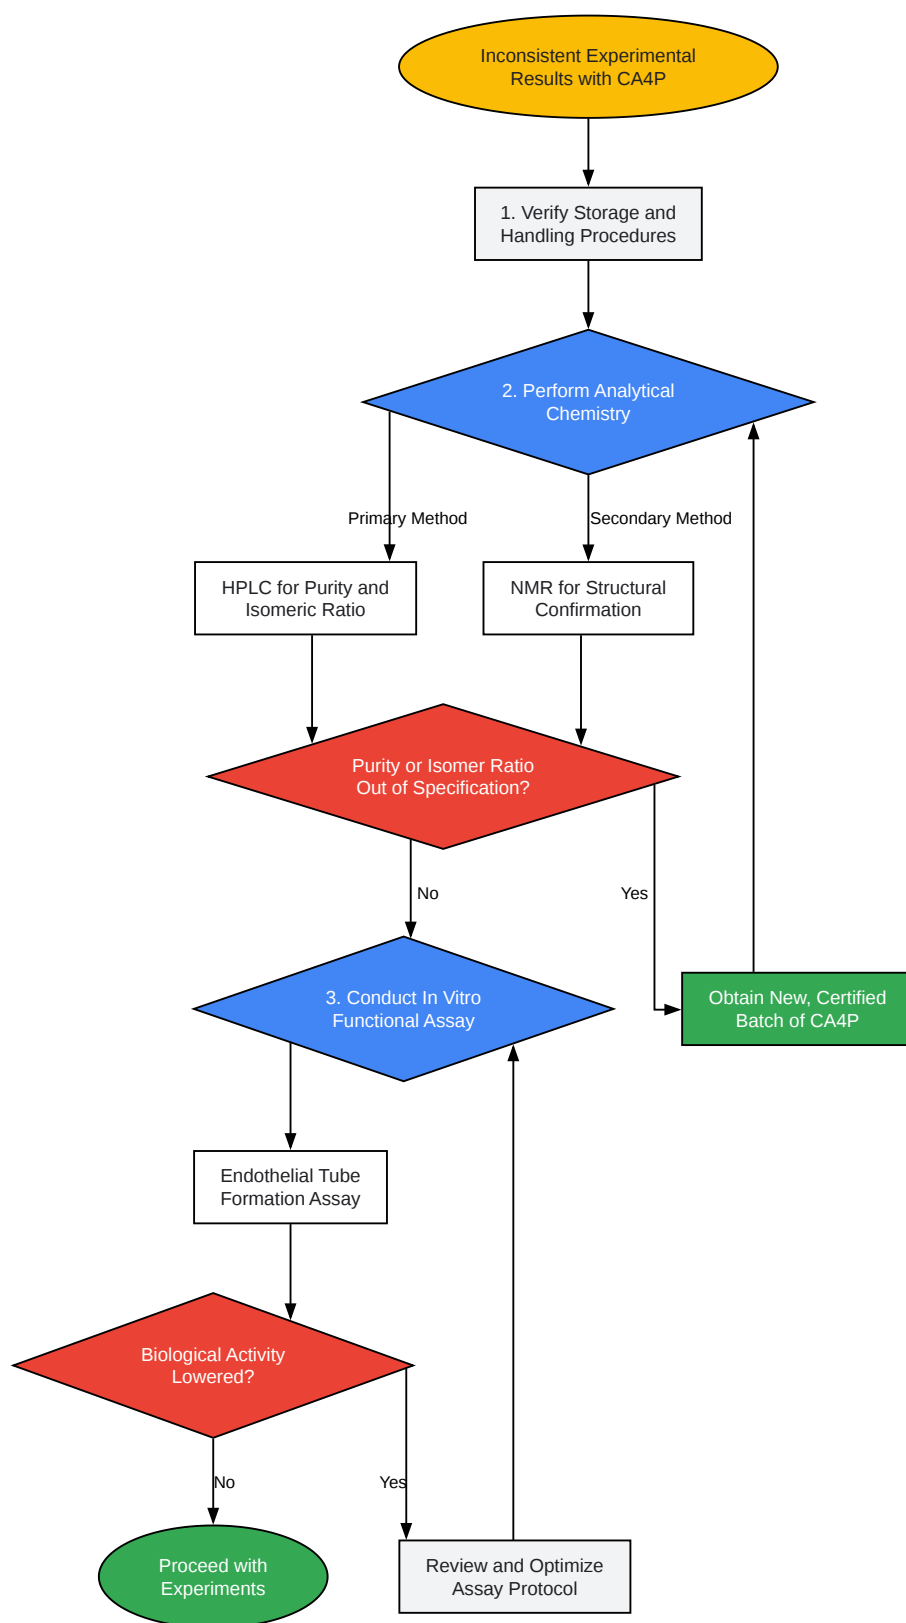 Inconsistent Experimental
Results with CA4P
1. Verify Storage and
Handling Procedures
2. Perform Analytical
Chemistry
Primary Method
Secondary Method
HPLC for Purity and
Isomeric Ratio
NMR for Structural
Confirmation
Purity or Isomer Ratio
Out of Specification?
No
Yes
3. Conduct In Vitro
Functional Assay
Obtain New, Certified
Batch of CA4P
Endothelial Tube
Formation Assay
Biological Activity
Lowered?
No
Yes
Proceed with
Experiments
Review and Optimize
Assay Protocol